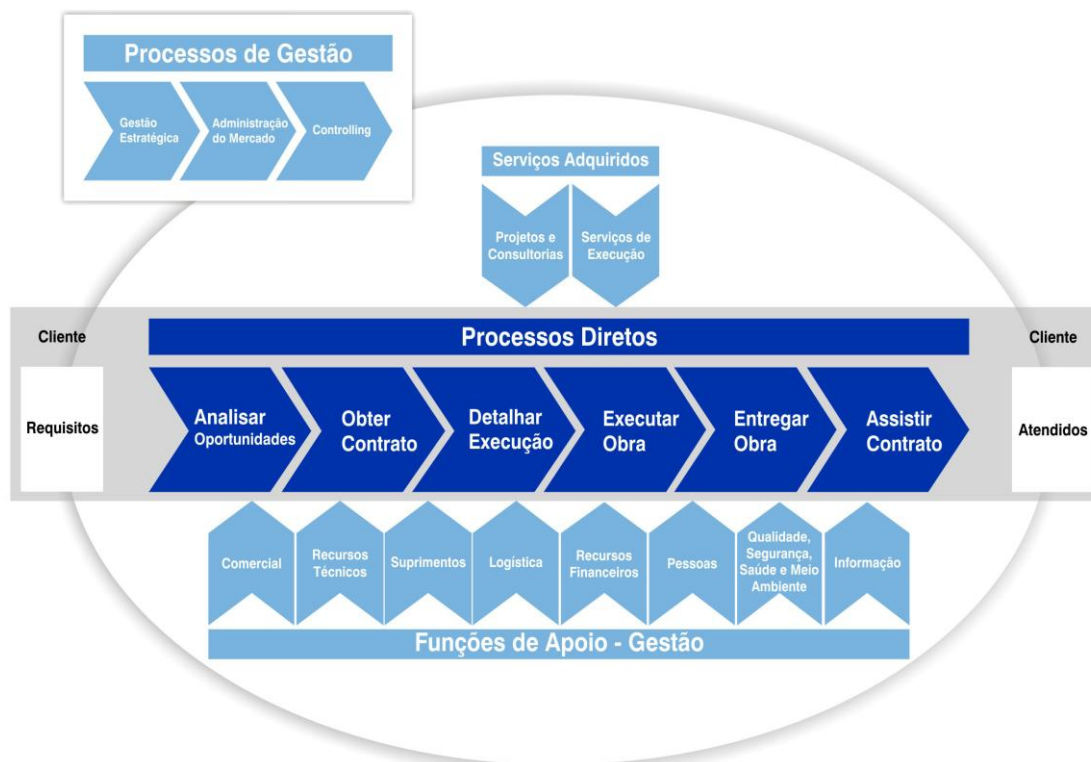 Processos de Gestão
Gestão
Estratégica
Administração
do Mercado
Controlling
Serviços Adquiridos
Projetos e
Consultorias
Serviços de
Execução
Cliente
Processos Diretos
Cliente
Requisitos
Analisar
Oportunidades
Obter
Contrato
Detalhar
Execução
Executar
Obra
Entregar
Obra
Assistir
Contrato
Atendidos
Comercial
Recursos
Técnicos
Suprimentos
Logística
Recursos
Financeiros
Pessoas
Qualidade,
Segurança,
Saúde e Meio
Ambiente
Informação
Funções de Apoio - Gestão